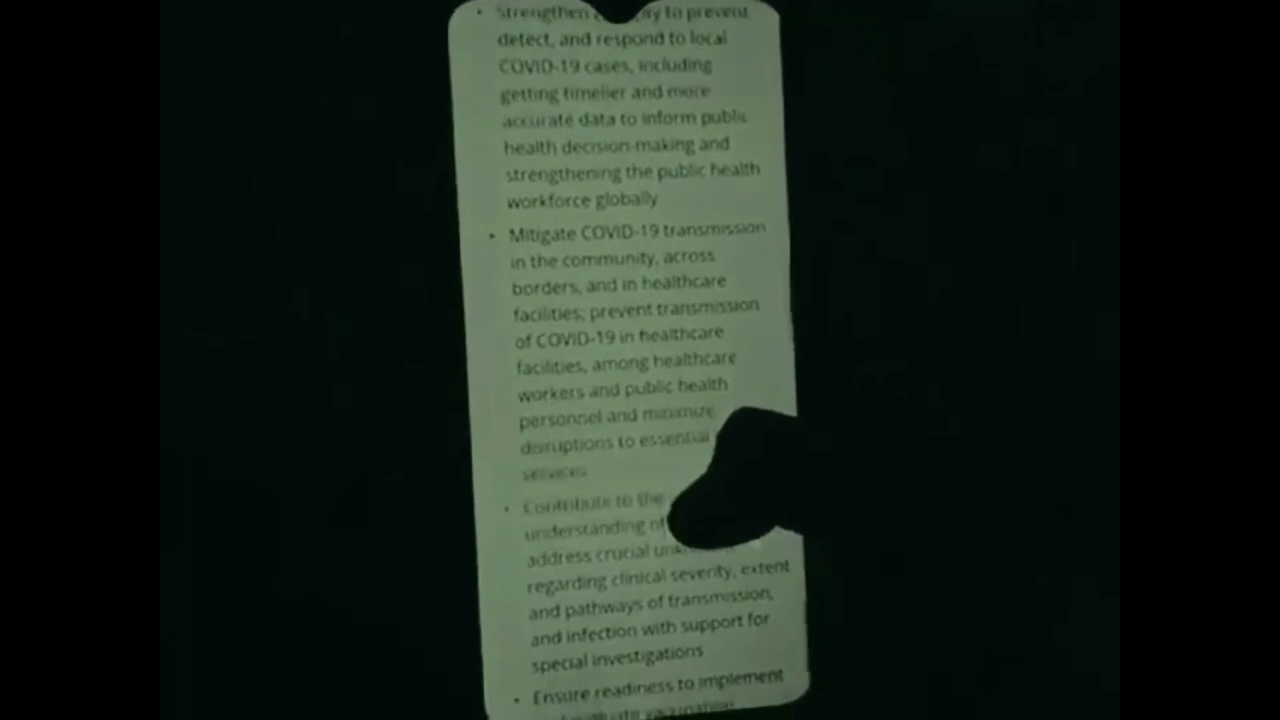 • Strengthen to prevent,
detect, and respond to local
COVID-19 cases, including
getting timelier and more
accurate data to inform public
health decision-making and
strengthening the public health
workforce globally
• Mitigate COVID-19 transmission
in the community, across
borders, and in healthcare
facilities; prevent transmission
of COVID-19 in healthcare
facilities, among healthcare
workers and public health
personnel and minimize
disruptions to essential
services
• Contribute to the
understanding of
address crucial
regarding clinical severity, extent
and pathways of transmission,
and infection with support for
special investigations
• Ensure readiness to implement
vaccination